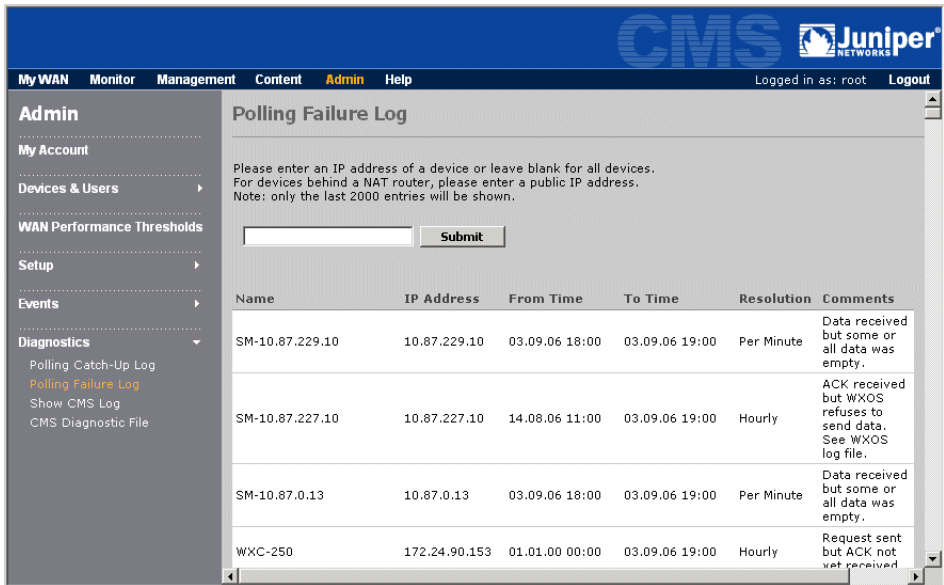 CMS
Juniper®
NETWORKS
My WAN Monitor Management Content Admin Help Logged in as: root Logout
Admin
My Account
Devices & Users
WAN Performance Thresholds
Setup
Events
Diagnostics
Polling Catch-Up Log
Polling Failure Log
Show CMS Log
CMS Diagnostic File
Polling Failure Log
Please enter an IP address of a device or leave blank for all devices.
For devices behind a NAT router, please enter a public IP address.
Note: only the last 2000 entries will be shown.
Submit
Name IP Address From Time To Time Resolution Comments
SM-10.87.229.10 10.87.229.10 03.09.06 18:00 03.09.06 19:00 Per Minute
Data received
but some or
all data was
empty.
SM-10.87.227.10 10.87.227.10 14.08.06 11:00 03.09.06 19:00 Hourly
ACK received
but WXOS
refuses to
send data.
See WXOS
log file.
SM-10.87.0.13 10.87.0.13 03.09.06 18:00 03.09.06 19:00 Per Minute
Data received
but some or
all data was
empty.
WXC-250 172.24.90.153 01.01.00 00:00 03.09.06 19:00 Hourly
Request sent
but ACK not
yet received